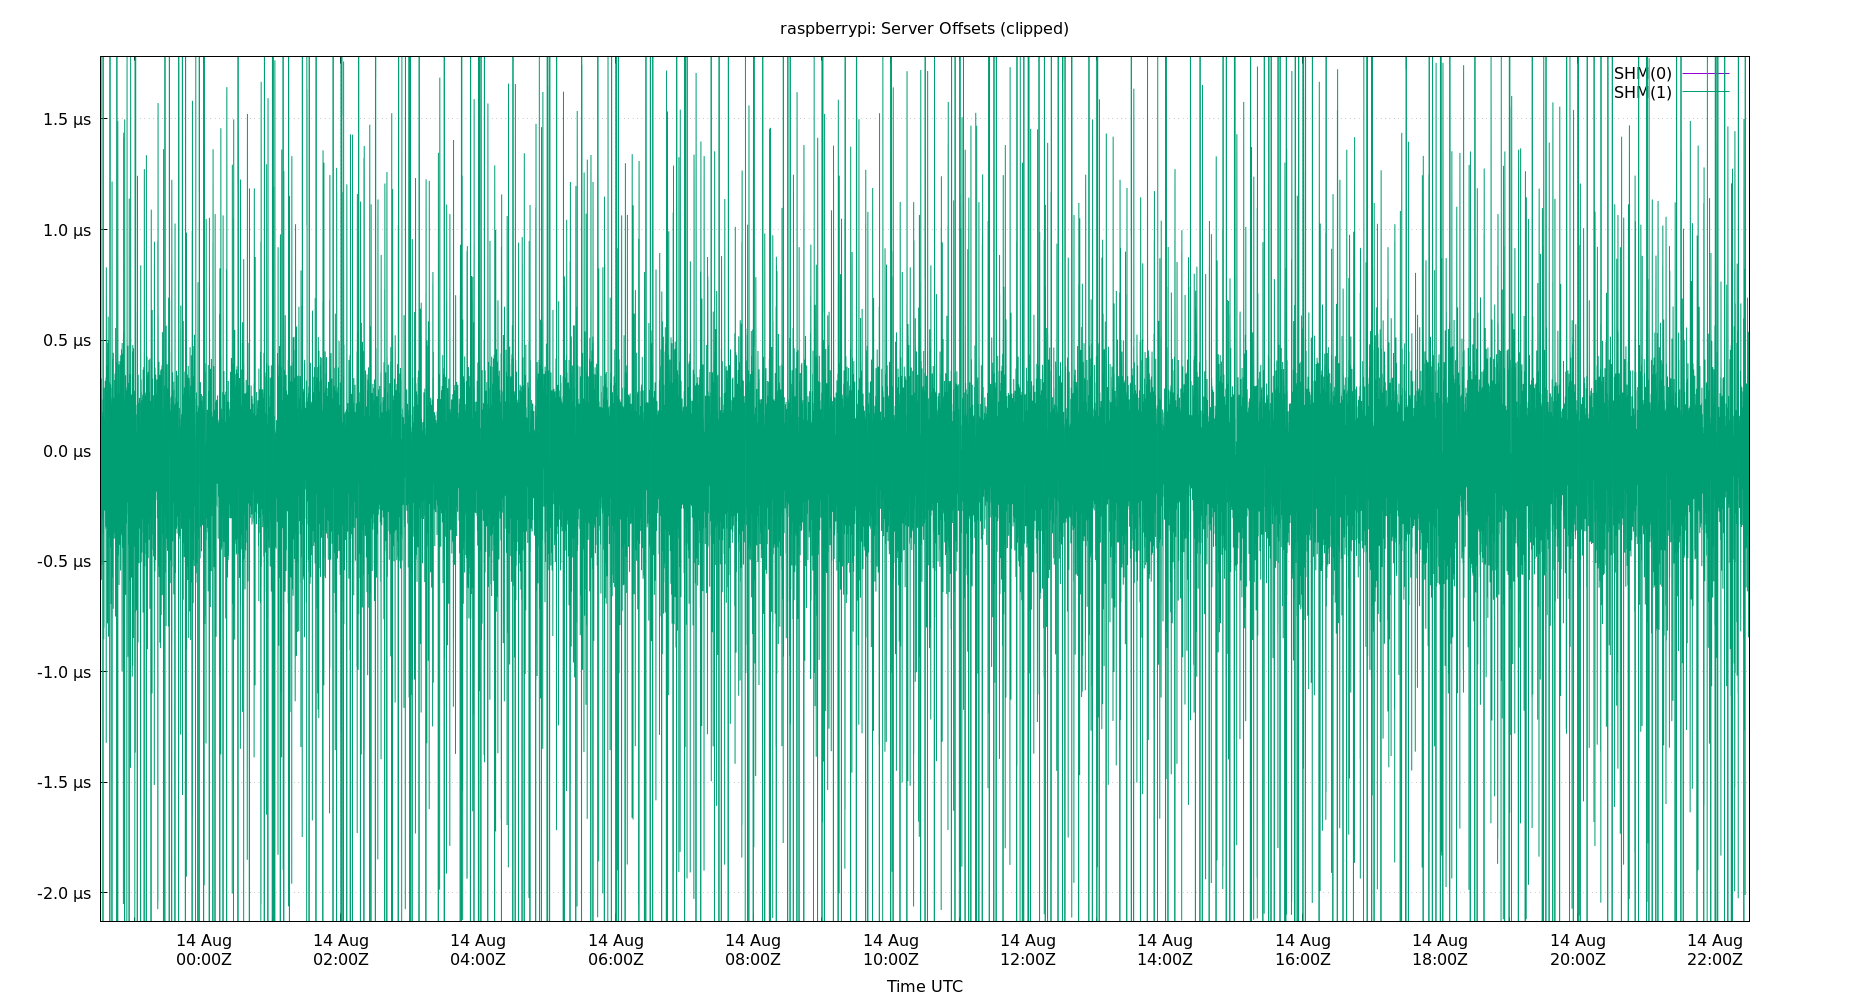 raspberrypi: Server Offsets (clipped)
SHM(0)
SHM(1)
1.5 µs
1.0 µs
0.5 µs
0.0 µs
-0.5 µs
-1.0 µs
-1.5 µs
-2.0 µs
14 Aug 14 Aug 14 Aug 14 Aug 14 Aug 14 Aug 14 Aug 14 Aug 14 Aug 14 Aug 14 Aug 14 Aug
00:00Z 02:00Z 04:00Z 06:00Z 08:00Z 10:00Z 12:00Z 14:00Z 16:00Z 18:00Z 20:00Z 22:00Z
Time UTC